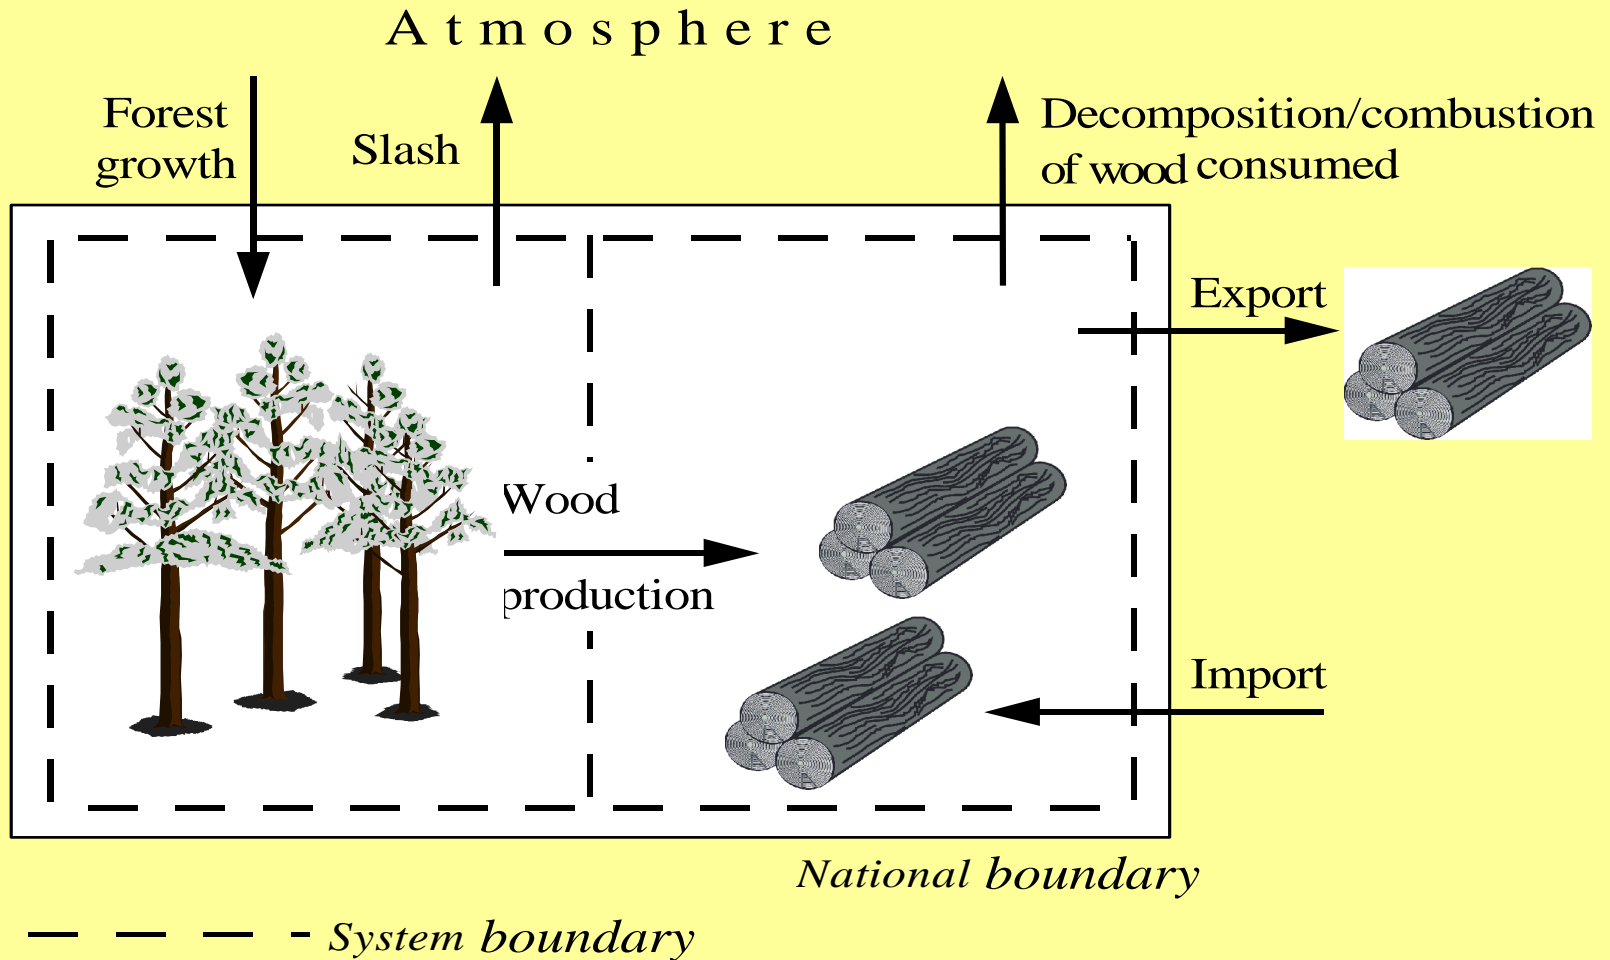 Atmosphere
Forest
growth
Slash
Decomposition/combustion
of wood consumed
Export
Wood
production
Import
National boundary
System boundary